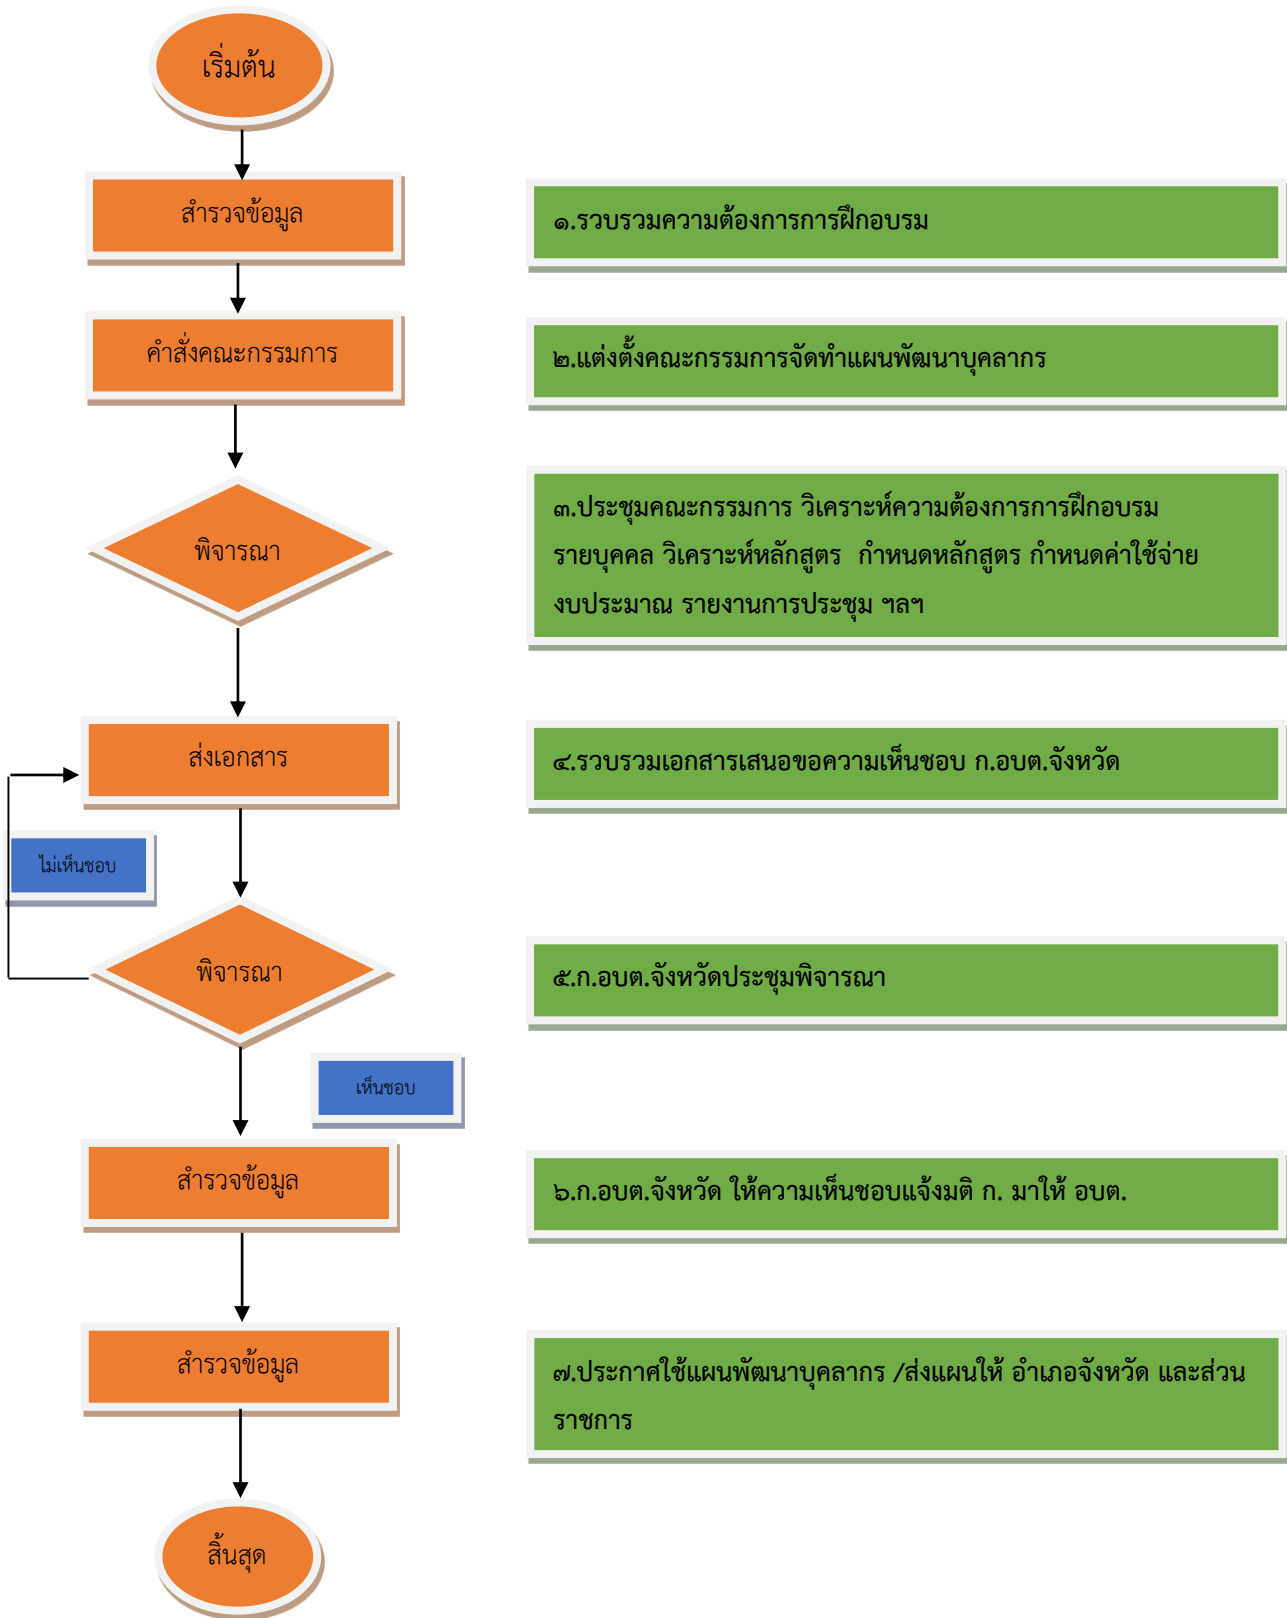 เริ่มต้น
สำรวจข้อมูล
๑.รวบรวมความต้องการการฝึกอบรม
คำสั่งคณะกรรมการ
๒.แต่งตั้งคณะกรรมการจัดทำแผนพัฒนาบุคลากร
พิจารณา
๓.ประชุมคณะกรรมการ วิเคราะห์ความต้องการการฝึกอบรม
รายบุคคล วิเคราะห์หลักสูตร กำหนดหลักสูตร กำหนดค่าใช้จ่าย
งบประมาณ รายงานการประชุม ฯลฯ
ส่งเอกสาร
๔.รวบรวมเอกสารเสนอขอความเห็นชอบ ก.อบต.จังหวัด
ไม่เห็นชอบ
พิจารณา
๕.ก.อบต.จังหวัดประชุมพิจารณา
เห็นชอบ
สำรวจข้อมูล
๖.ก.อบต.จังหวัด ให้ความเห็นชอบแจ้งมติ ก. มาให้ อบต.
สำรวจข้อมูล
๗.ประกาศใช้แผนพัฒนาบุคลากร /ส่งแผนให้ อำเภอจังหวัด และส่วน
ราชการ
สิ้นสุด